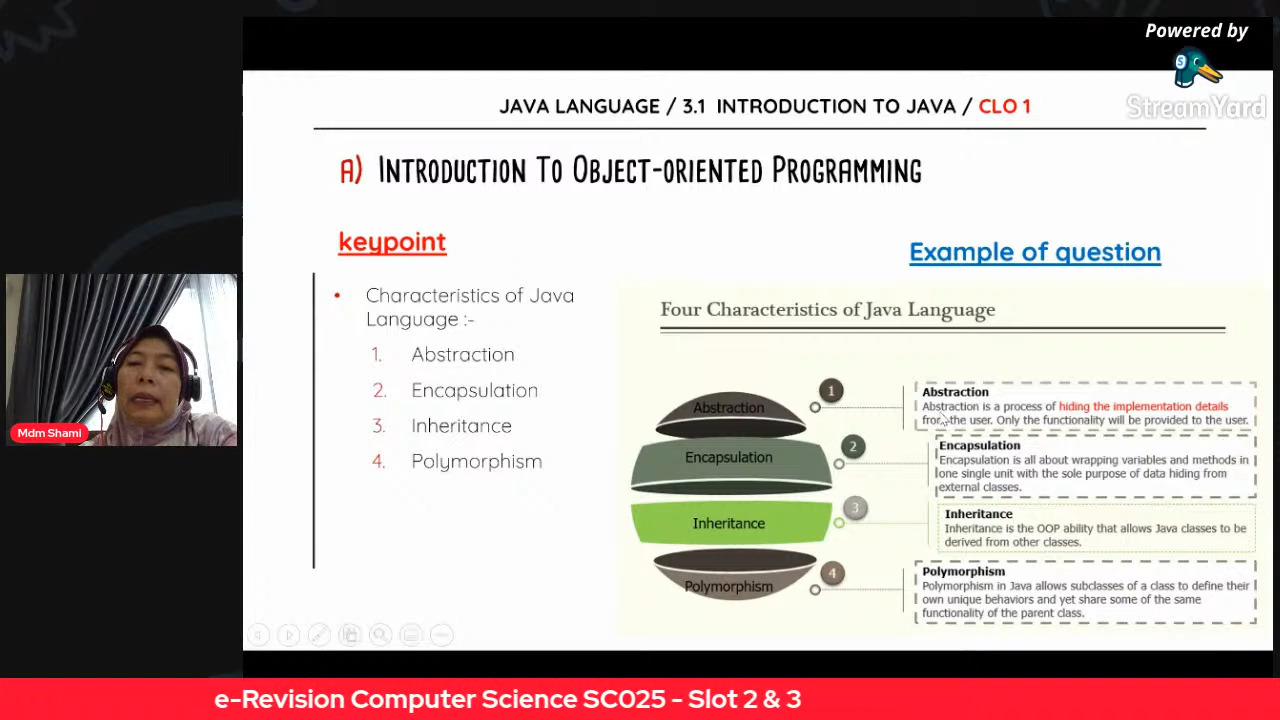 Powered by
StreamYard
JAVA LANGUAGE / 3.1 INTRODUCTION TO JAVA / CLO 1
A) INTRODUCTION TO OBJECT-ORIENTED PROGRAMMING
keypoint
• Characteristics of Java
Language :-
1. Abstraction
2. Encapsulation
3. Inheritance
4. Polymorphism
Example of question
Four Characteristics of Java Language
Abstraction
Encapsulation
Inheritance
Polymorphism
1
2
3
4
Abstraction
Abstraction is a process of hiding the implementation details
from the user. Only the functionality will be provided to the user.
Encapsulation
Encapsulation is all about wrapping variables and methods in
one single unit with the sole purpose of data hiding from
external classes.
Inheritance
Inheritance is the OOP ability that allows Java classes to be
derived from other classes.
Polymorphism
Polymorphism in Java allows subclasses of a class to define their
own unique behaviors and yet share some of the same
functionality of the parent class.
Mdm Shami
e-Revision Computer Science SC025 - Slot 2 & 3